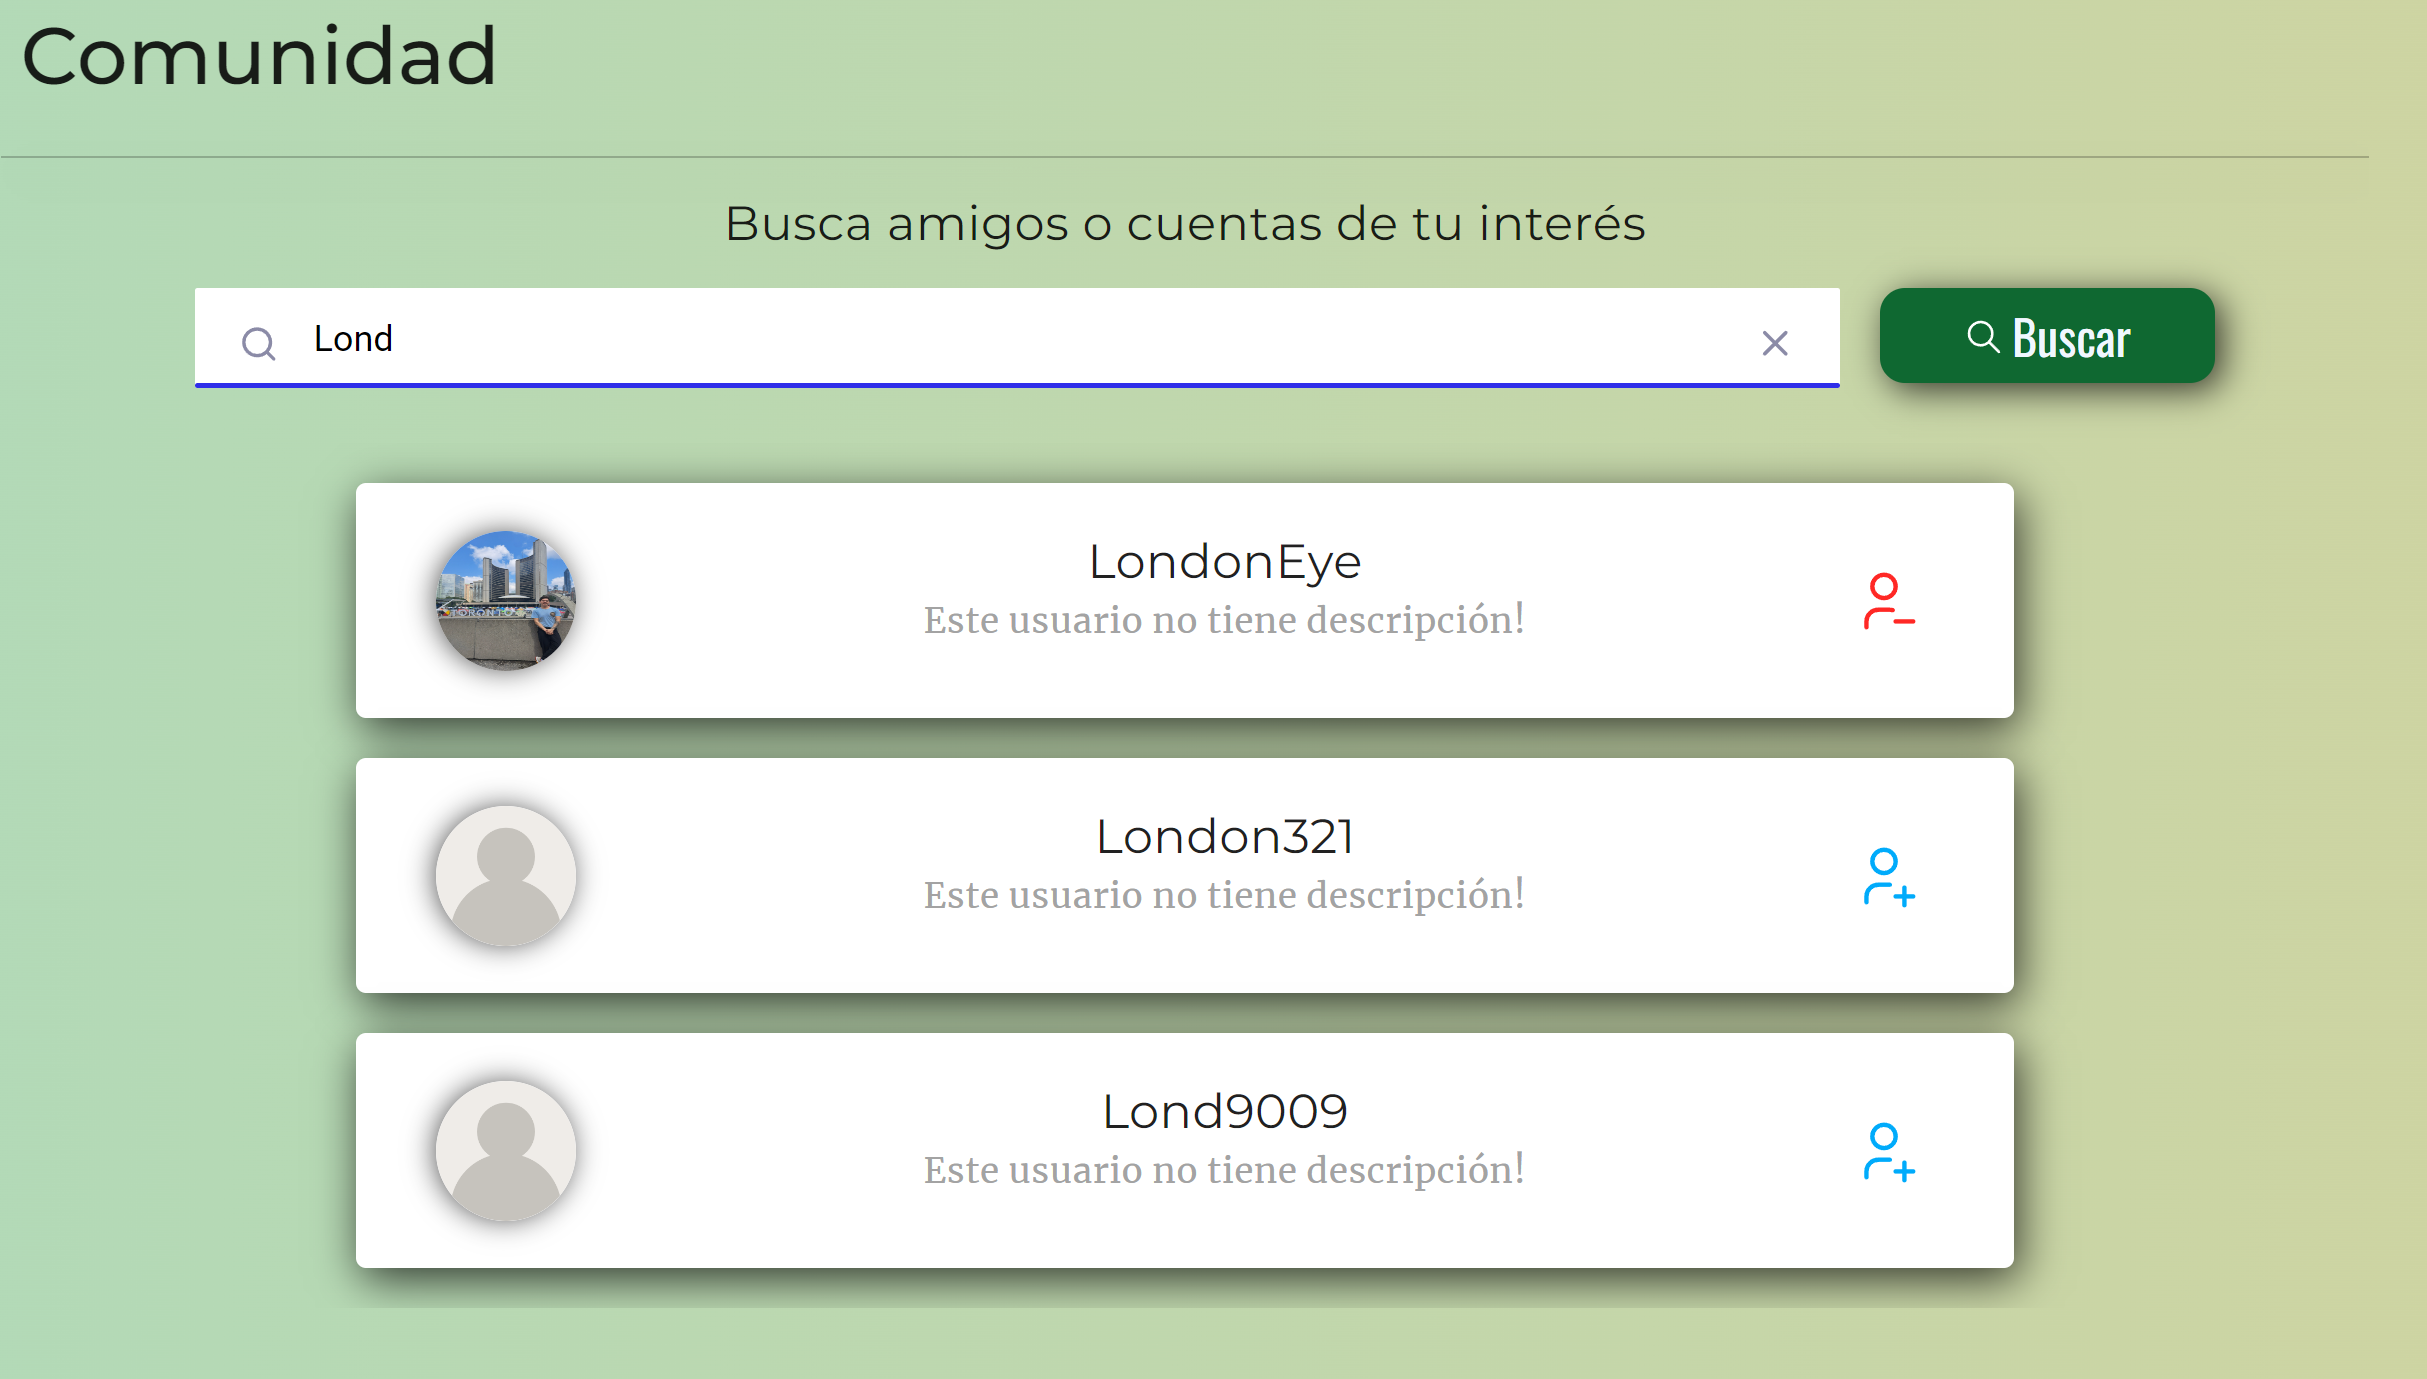 Comunidad
Busca amigos o cuentas de tu interés
Lond
Buscar
TORONTO
LondonEye
Este usuario no tiene descripción!
London321
Este usuario no tiene descripción!
Lond9009
Este usuario no tiene descripción!